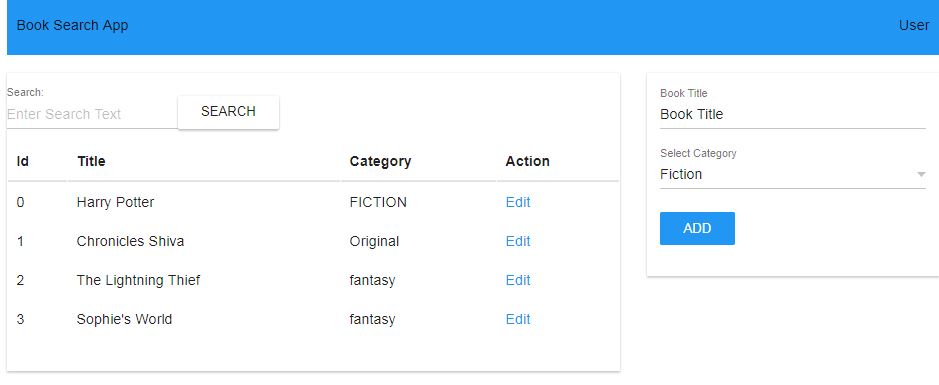 Book Search App User
Search:
Enter Search Text SEARCH
Id Title Category Action
0 Harry Potter FICTION Edit
1 Chronicles Shiva Original Edit
2 The Lightning Thief fantasy Edit
3 Sophie's World fantasy Edit
Book Title
Book Title
Select Category
Fiction
ADD